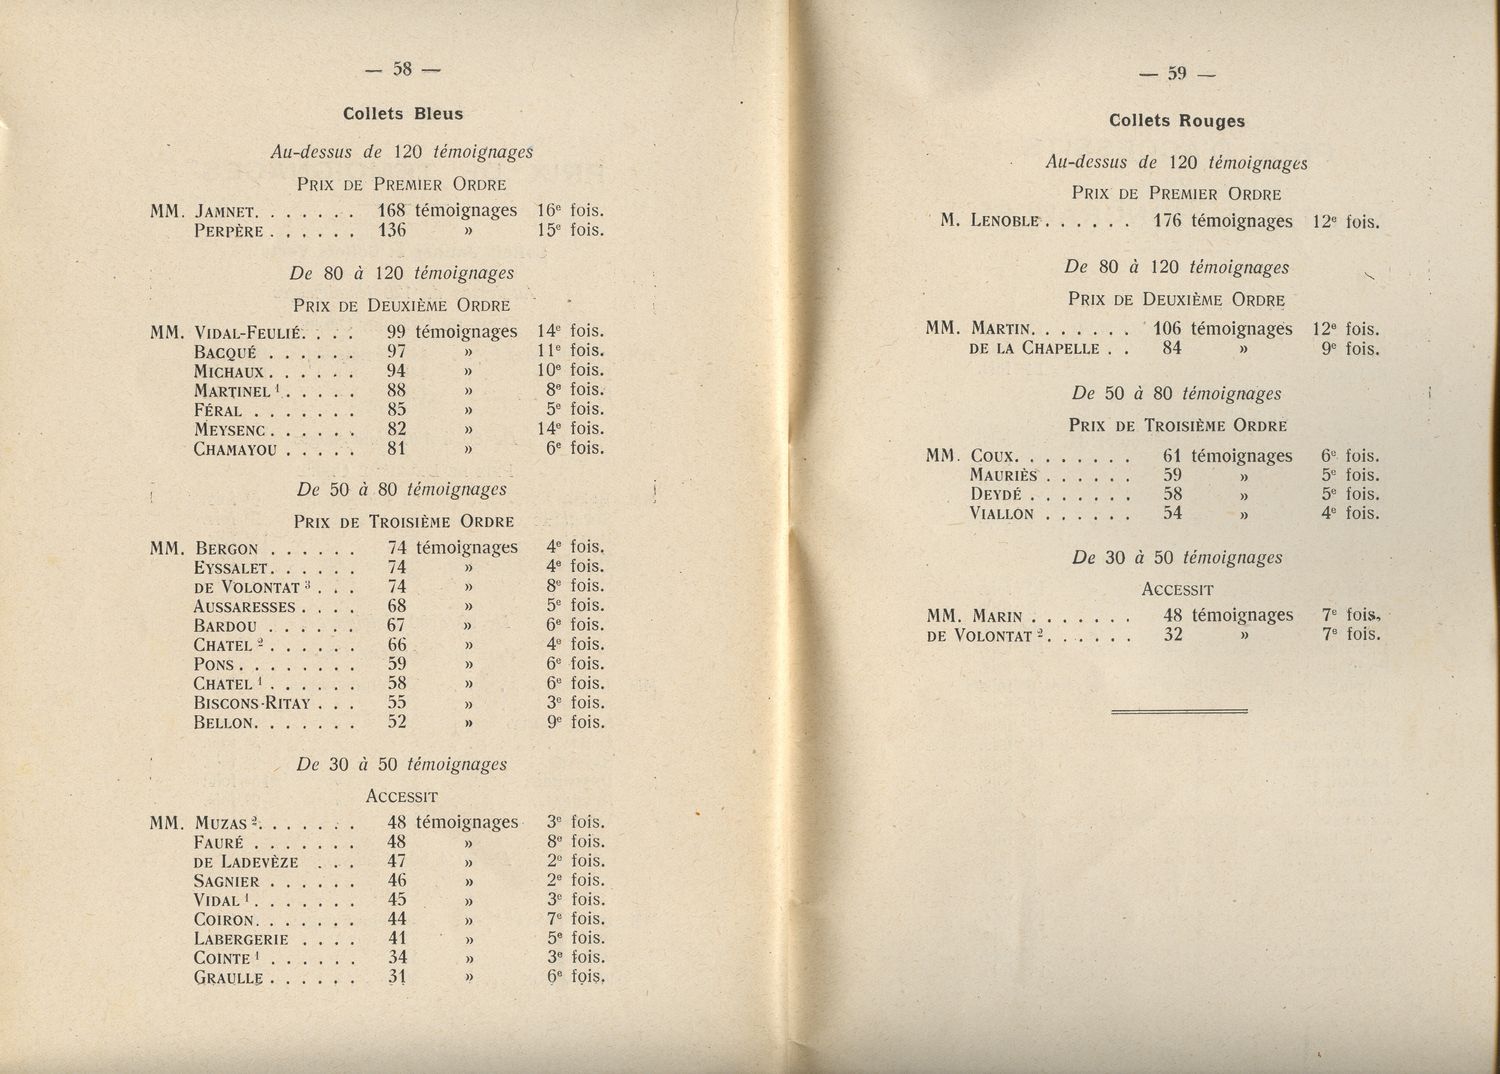 — 58 —
Collets Bleus
Au-dessus de 120 témoignages
PRIX DE PREMIER ORDRE
MM. JAMNET. . . . . . . 168 témoignages 16e fois.
PERPÈRE . . . . . . 136 » 15e fois.
De 80 à 120 témoignages
PRIX DE DEUXIÈME ORDRE
MM. VIDAL-FEULIÉ. . . . 99 témoignages 14e fois.
BACQUÉ . . . . . . 97 » 11e fois.
MICHAUX . . . . . . 94 » 10e fois.
MARTINEL 1 . . . . . 88 » 8e fois.
FÉRAL . . . . . . . 85 » 5e fois.
MEYSENC . . . . . . 82 » 14e fois.
CHAMAYOU . . . . . 81 » 6e fois.
De 50 à 80 témoignages
PRIX DE TROISIÈME ORDRE
MM. BERGON . . . . . . 74 témoignages 4e fois.
EYSSALET. . . . . . 74 » 4e fois.
DE VOLONTAT 3 . . . 74 » 8e fois.
AUSSARESSES . . . . 68 » 5e fois.
BARDOU . . . . . . 67 » 6e fois.
CHATEL 2 . . . . . . 66 » 4e fois.
PONS . . . . . . . . 59 » 6e fois.
CHATEL 1 . . . . . . 58 » 6e fois.
BISCONS-RITAY . . . 55 » 3e fois.
BELLON. . . . . . . 52 » 9e fois.
De 30 à 50 témoignages
ACCESSIT
MM. MUZAS 2. . . . . . . 48 témoignages 3e fois.
FAURÉ . . . . . . . 48 » 8e fois.
DE LADEVÈZE . . . 47 » 2e fois.
SAGNIER . . . . . . 46 » 2e fois.
VIDAL 1 . . . . . . . 45 » 3e fois.
COIRON. . . . . . . 44 » 7e fois.
LABERGERIE . . . . 41 » 5e fois.
COINTE 1 . . . . . . 34 » 3e fois.
GRAULLE . . . . . . 31 » 6e fois.
— 59 —
Collets Rouges
Au-dessus de 120 témoignages
PRIX DE PREMIER ORDRE
M. LENOBLE . . . . . . 176 témoignages 12e fois.
De 80 à 120 témoignages
PRIX DE DEUXIÈME ORDRE
MM. MARTIN. . . . . . . 106 témoignages 12e fois.
DE LA CHAPELLE . . 84 » 9e fois.
De 50 à 80 témoignages
PRIX DE TROISIÈME ORDRE
MM. COUX. . . . . . . . 61 témoignages 6e fois.
MAURIÈS . . . . . . 59 » 5e fois.
DEYDÉ . . . . . . . 58 » 5e fois.
VIALLON . . . . . . 54 » 4e fois.
De 30 à 50 témoignages
ACCESSIT
MM. MARIN . . . . . . . 48 témoignages 7e fois.
DE VOLONTAT 2. . . . . . 32 » 7e fois.